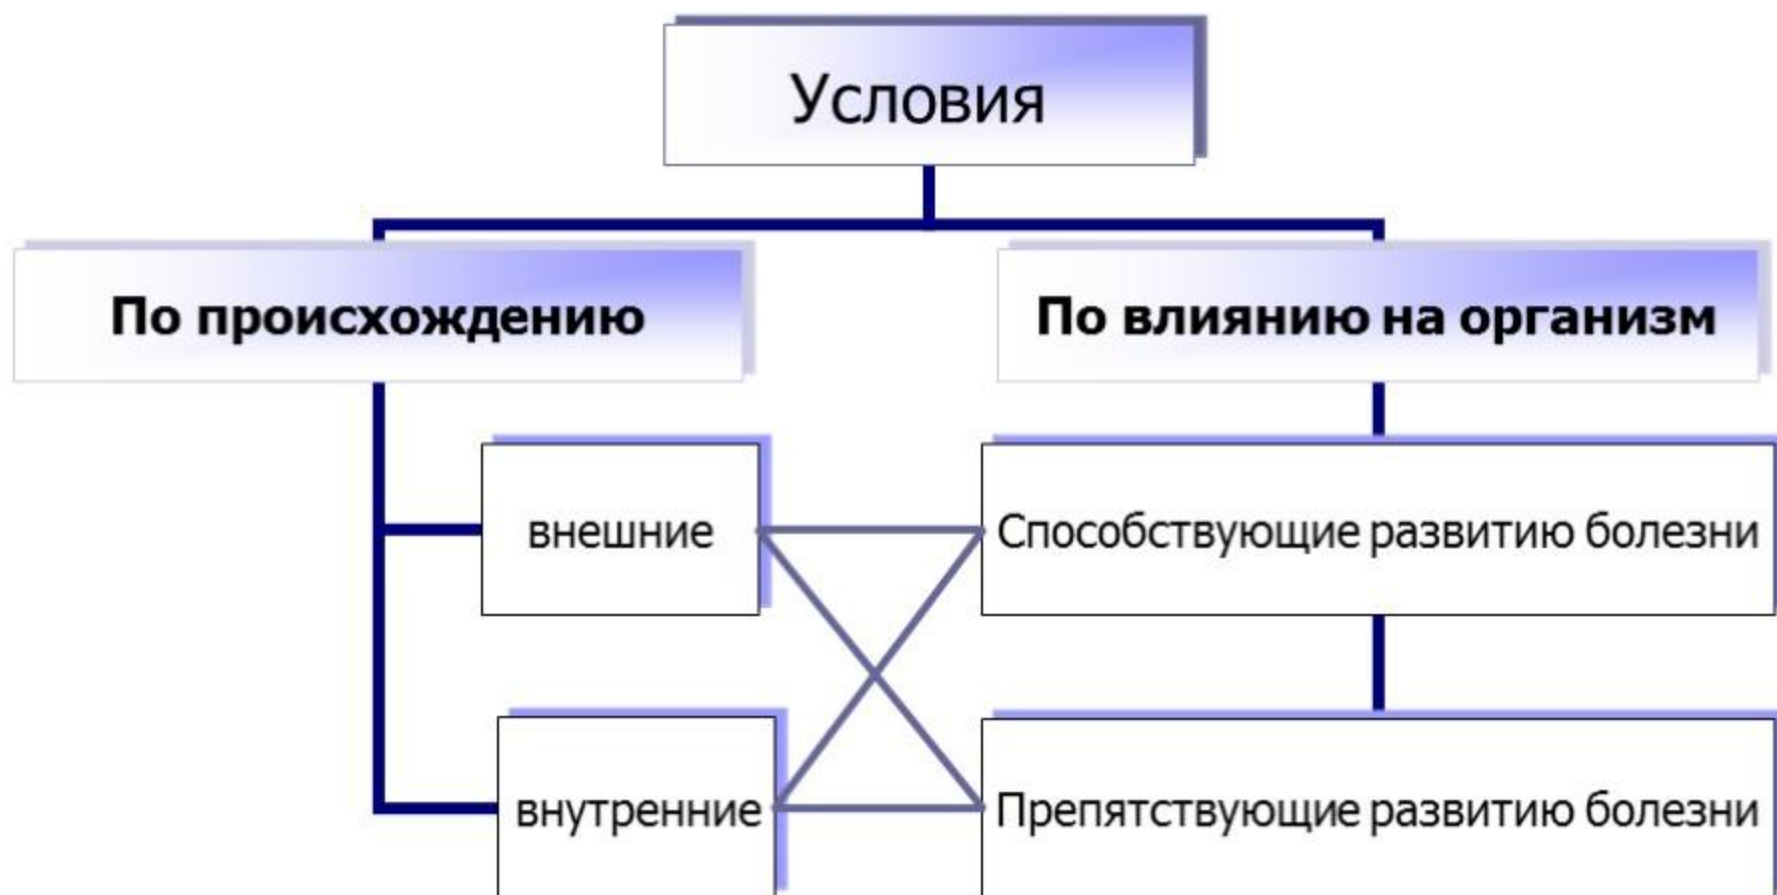 Условия
По происхождению
По влиянию на организм
внешние
Способствующие развитию болезни
внутренние
Препятствующие развитию болезни